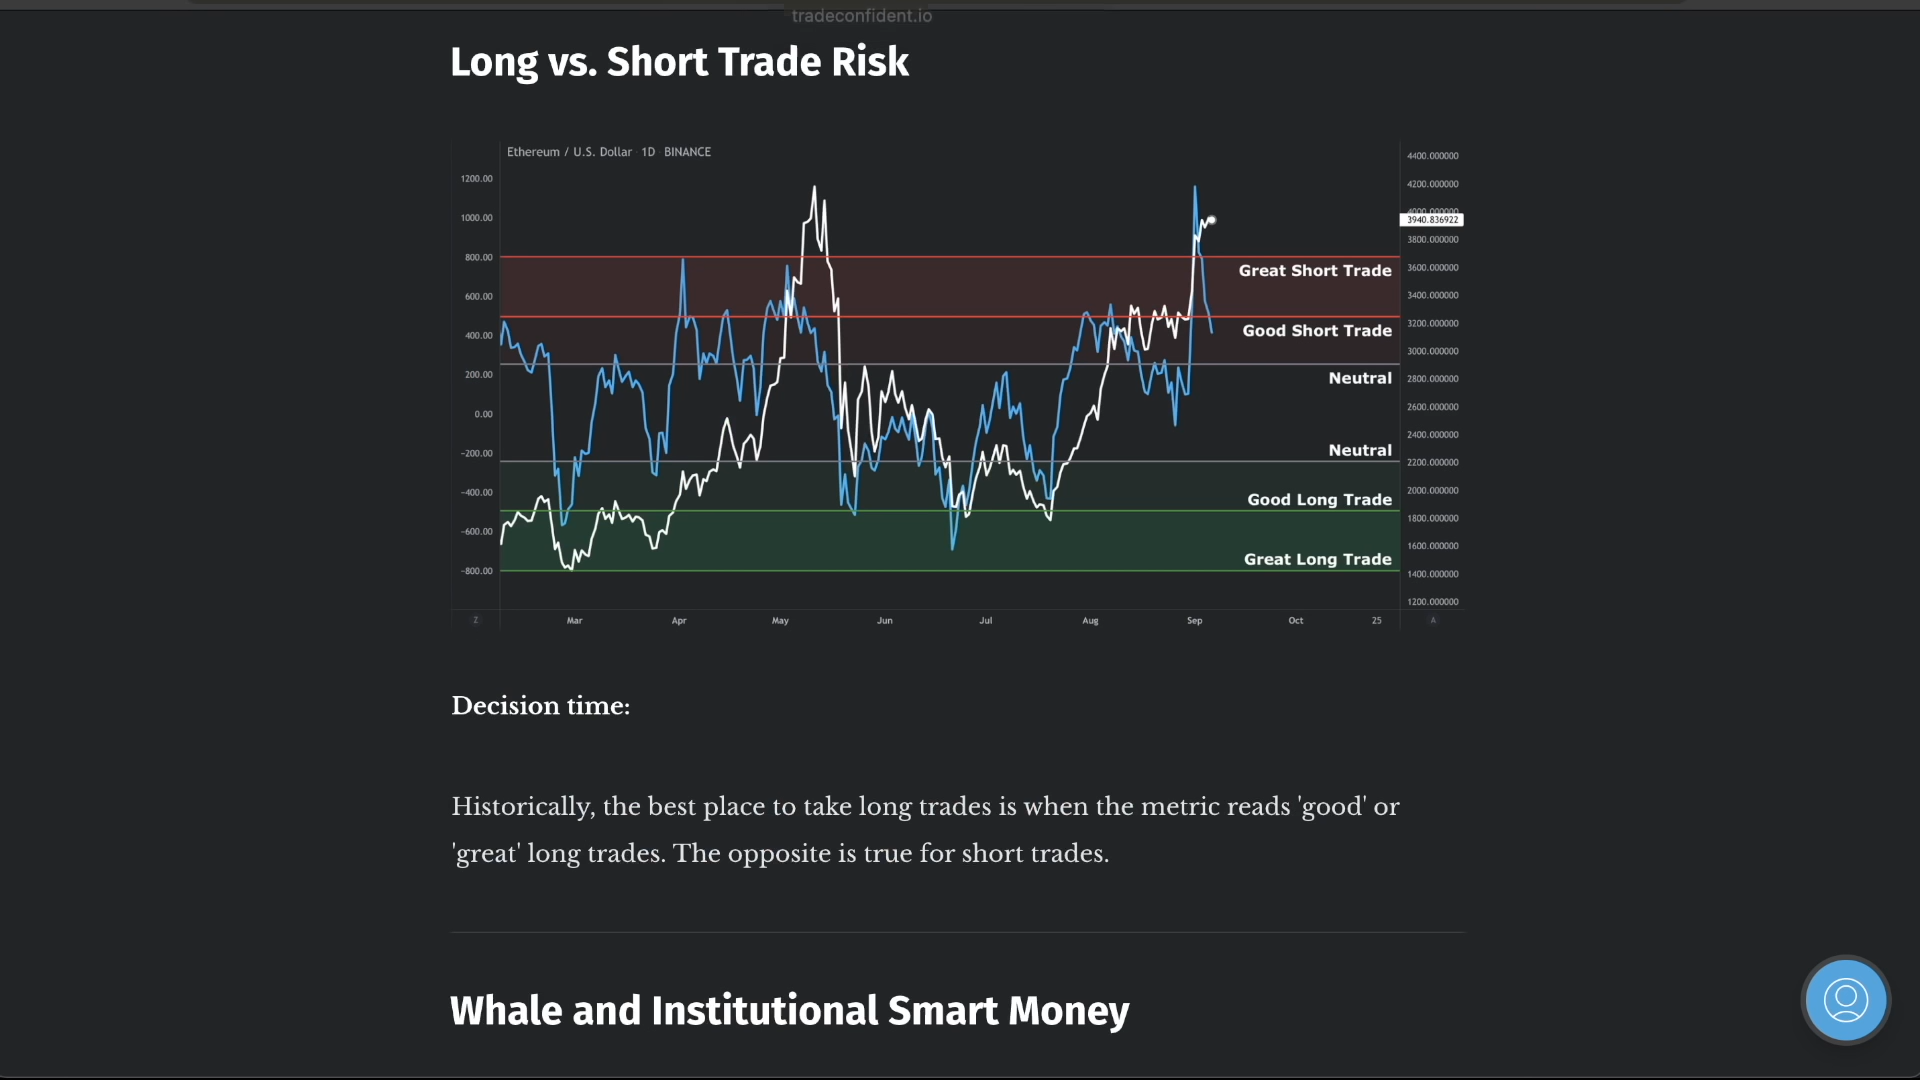 tradeconfident.io
Long vs. Short Trade Risk
Ethereum / U.S. Dollar 1D BINANCE
1200.00
1000.00
800.00
600.00
400.00
200.00
0.00
−200.00
−400.00
−600.00
−800.00
4400.000000
4200.000000
4000.000000
3940.836922
3800.000000
3600.000000
3400.000000
3200.000000
3000.000000
2800.000000
2600.000000
2400.000000
2200.000000
2000.000000
1800.000000
1600.000000
1400.000000
1200.000000
Great Short Trade
Good Short Trade
Neutral
Neutral
Good Long Trade
Great Long Trade
Z Mar Apr May Jun Jul Aug Sep Oct 25 A
Decision time:
Historically, the best place to take long trades is when the metric reads 'good' or
'great' long trades. The opposite is true for short trades.
Whale and Institutional Smart Money